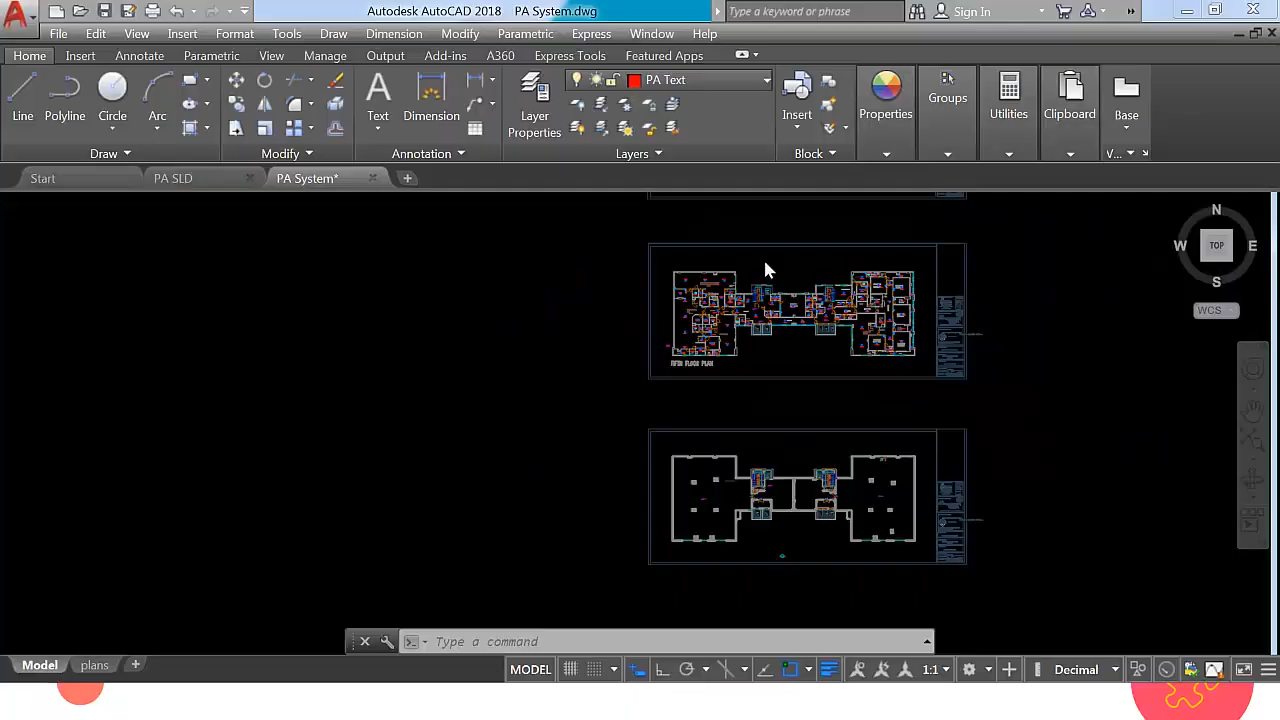 Autodesk AutoCAD 2018 PA System.dwg
Type a keyword or phrase
Sign In
File Edit View Insert Format Tools Draw Dimension Modify Parametric Express Window Help
Home Insert Annotate Parametric View Manage Output Add-ins A360 Express Tools Featured Apps
PA Text
Line Polyline Circle Arc Text Dimension Layer Properties Insert Properties Groups Utilities Clipboard Base
Draw Modify Annotation Layers Block V...
Start PA SLD PA System*
N
W TOP E
S
WCS
FIFTH FLOOR PLAN
Type a command
Model plans MODEL 1:1 Decimal